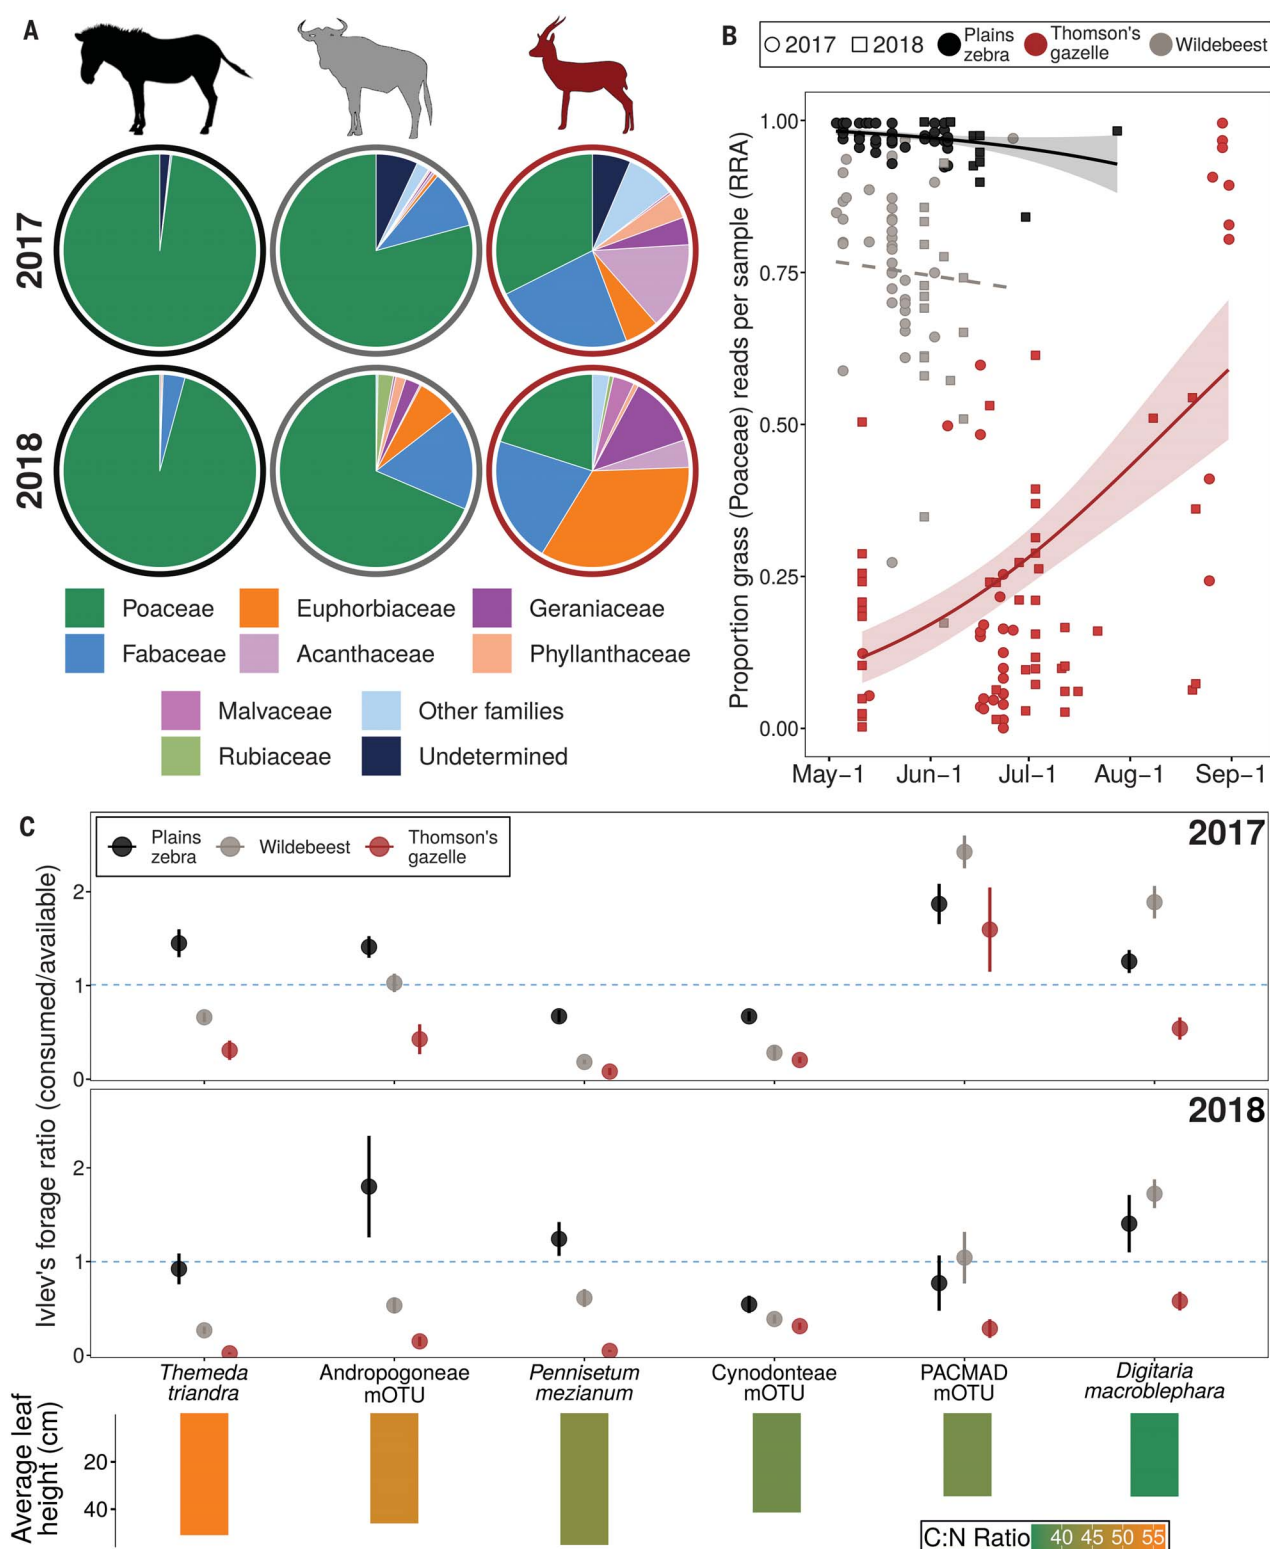 A
2017
2018
Poaceae
Euphorbiaceae
Geraniaceae
Fabaceae
Acanthaceae
Phyllanthaceae
Malvaceae
Other families
Rubiaceae
Undetermined
B
2017
2018
Plains
zebra
Thomson's
gazelle
Wildebeest
Proportion grass (Poaceae) reads per sample (RRA)
1.00
0.75
0.50
0.25
0.00
May−1
Jun−1
Jul−1
Aug−1
Sep−1
C
Plains
zebra
Wildebeest
Thomson's
gazelle
2017
Ivlev's forage ratio (consumed/available)
2
1
0
2018
2
1
0
Themeda
triandra
Andropogoneae
mOTU
Pennisetum
mezianum
Cynodonteae
mOTU
PACMAD
mOTU
Digitaria
macroblephara
Average leaf
height (cm)
20
40
C:N Ratio
40 45 50 55